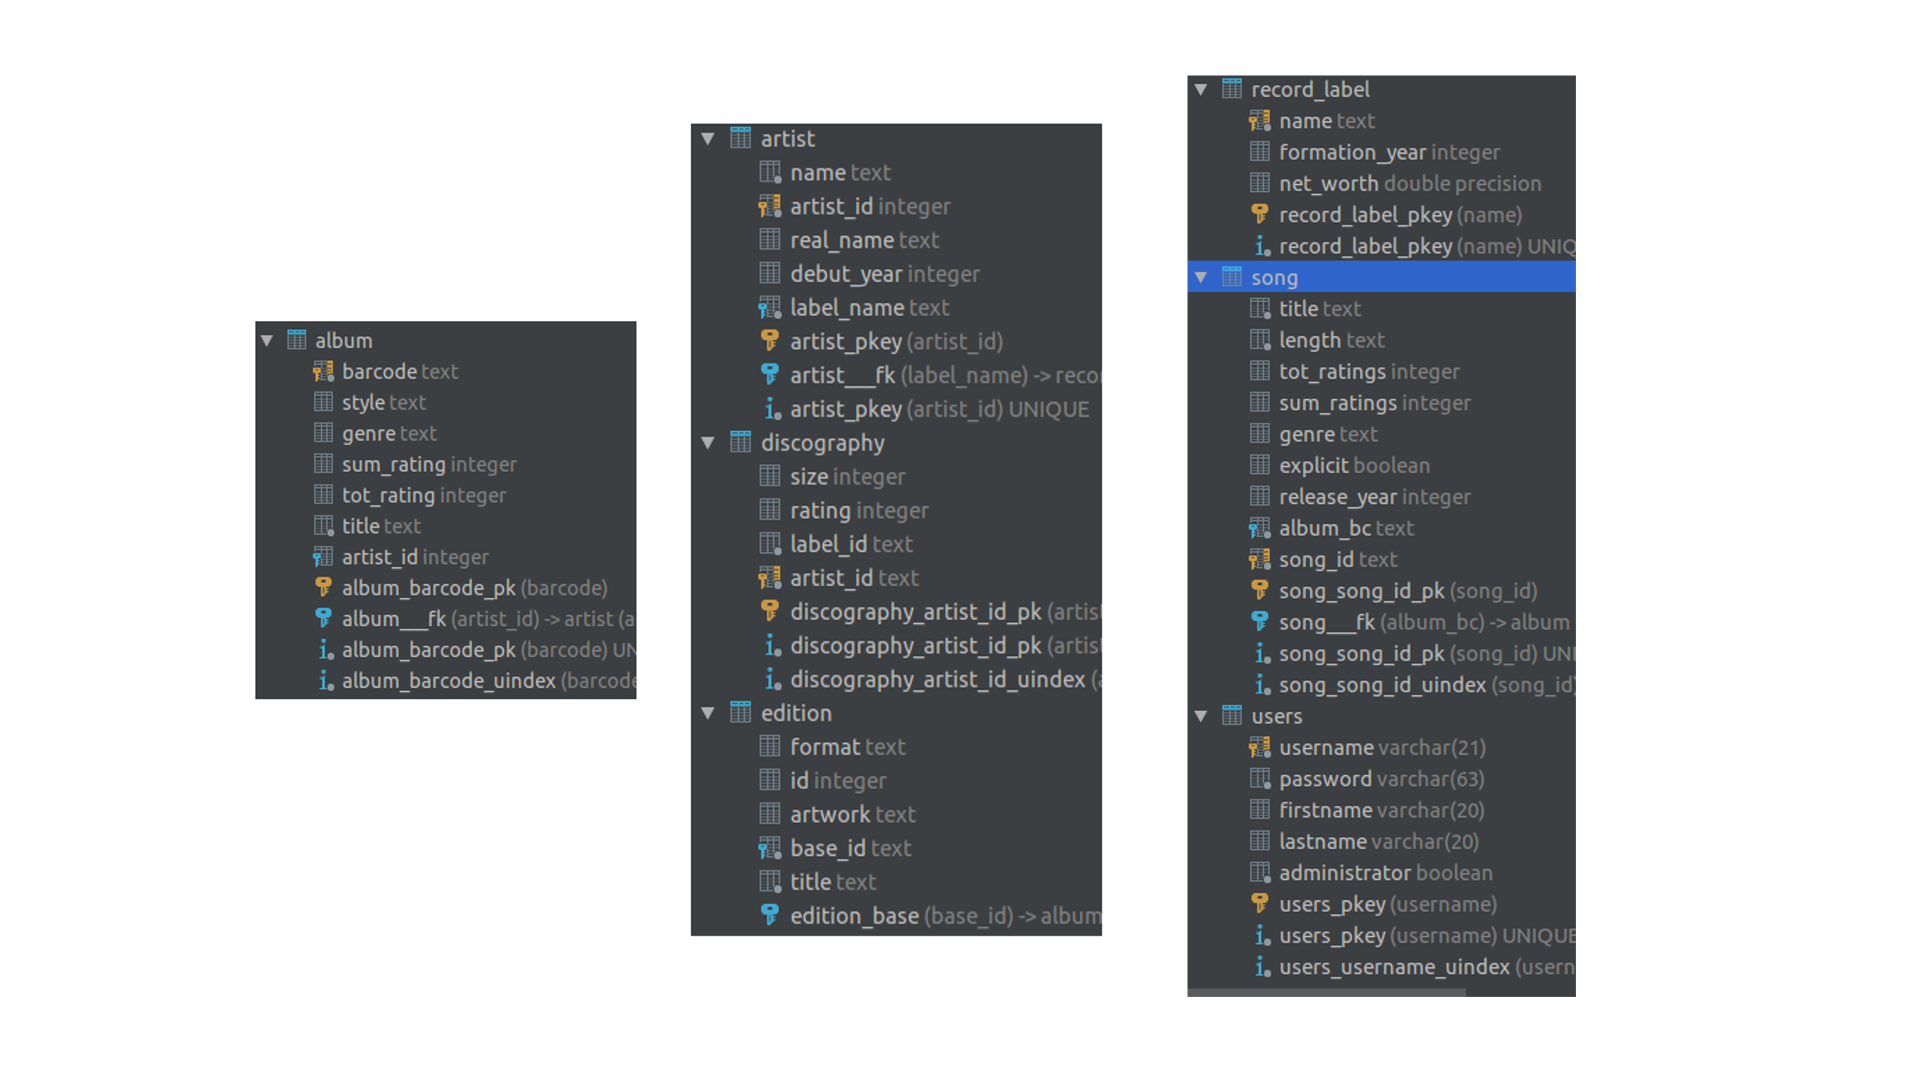 album
barcode text
style text
genre text
sum_rating integer
tot_rating integer
title text
artist_id integer
album_barcode_pk (barcode)
album___fk (artist_id) -> artist (a
album_barcode_pk (barcode) UN
album_barcode_uindex (barcode
artist
name text
artist_id integer
real_name text
debut_year integer
label_name text
artist_pkey (artist_id)
artist___fk (label_name) -> reco
artist_pkey (artist_id) UNIQUE
discography
size integer
rating integer
label_id text
artist_id text
discography_artist_id_pk (artis
discography_artist_id_pk (artis
discography_artist_id_uindex (
edition
format text
id integer
artwork text
base_id text
title text
edition_base (base_id) -> album
record_label
name text
formation_year integer
net_worth double precision
record_label_pkey (name)
record_label_pkey (name) UNIQ
song
title text
length text
tot_ratings integer
sum_ratings integer
genre text
explicit boolean
release_year integer
album_bc text
song_id text
song_song_id_pk (song_id)
song___fk (album_bc) -> album
song_song_id_pk (song_id) UNI
song_song_id_uindex (song_id)
users
username varchar(21)
password varchar(63)
firstname varchar(20)
lastname varchar(20)
administrator boolean
users_pkey (username)
users_pkey (username) UNIQUE
users_username_uindex (usern